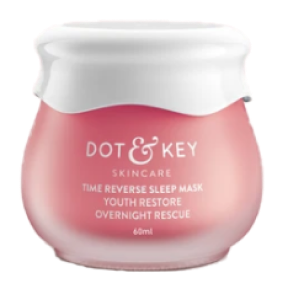 DOT & KEY
SKINCARE
TIME REVERSE SLEEP MASK
YOUTH RESTORE
OVERNIGHT RESCUE
60ml